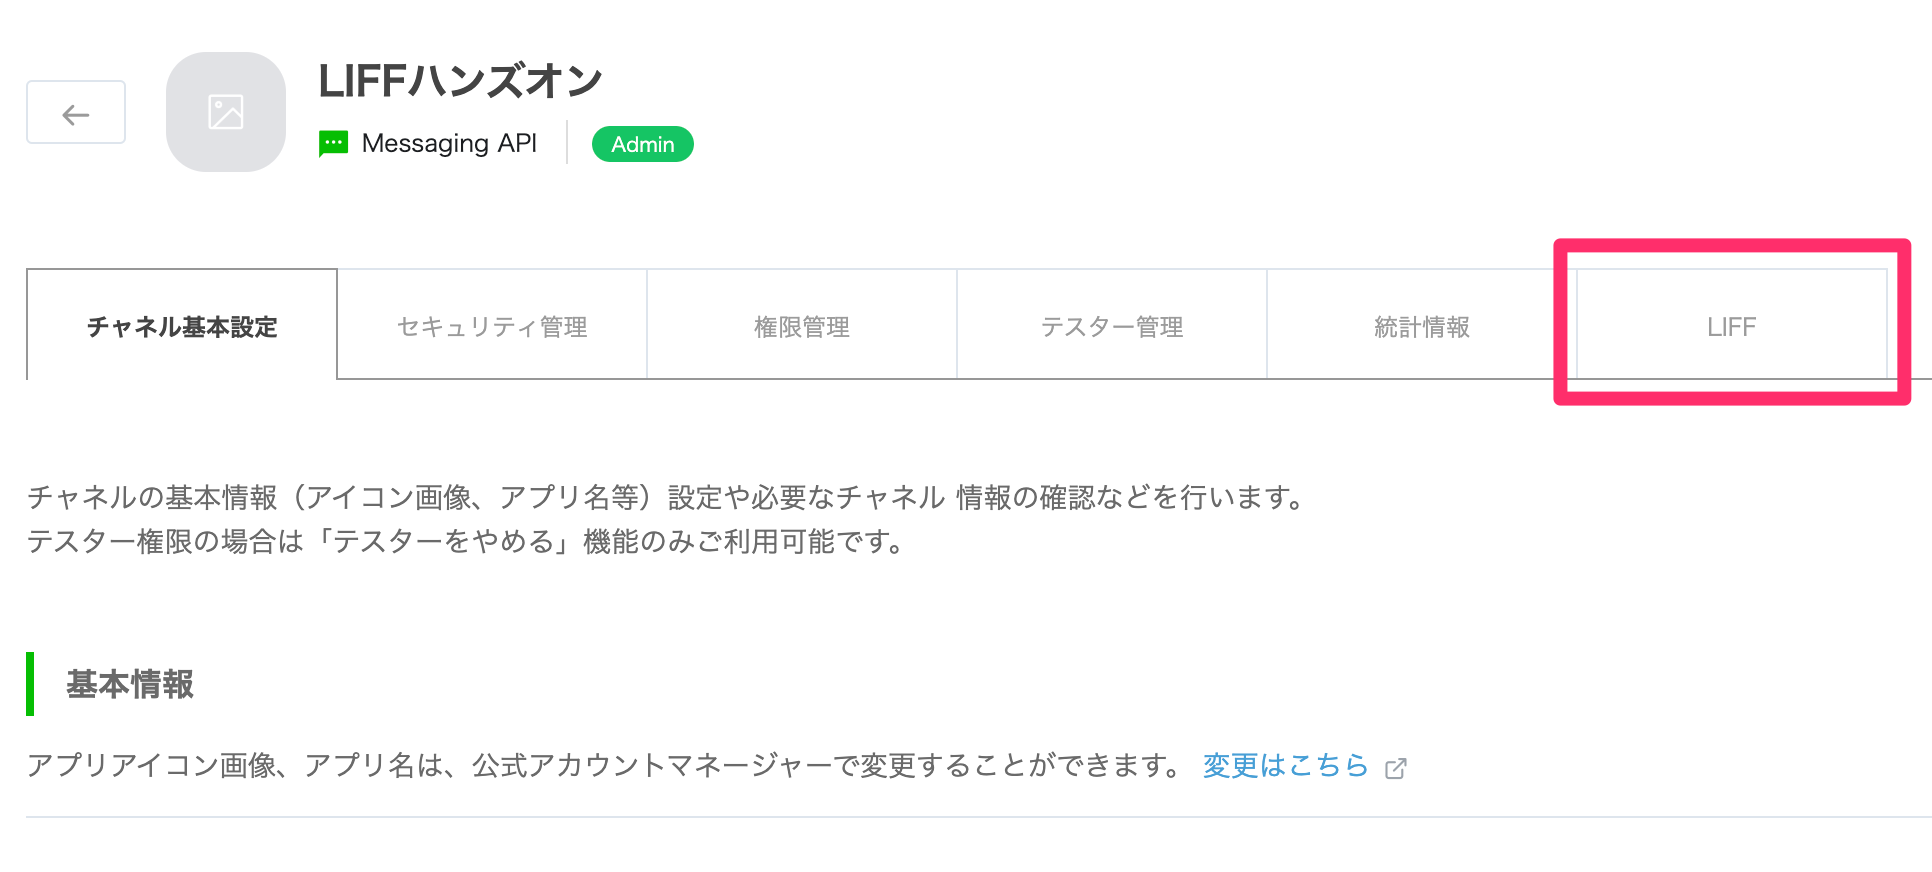 LIFFハンズオン
Messaging API
Admin
チャネル基本設定
セキュリティ管理
権限管理
テスター管理
統計情報
LIFF
チャネルの基本情報（アイコン画像、アプリ名等）設定や必要なチャネル 情報の確認などを行います。
テスター権限の場合は「テスターをやめる」機能のみご利用可能です。
基本情報
アプリアイコン画像、アプリ名は、公式アカウントマネージャーで変更することができます。 変更はこちら